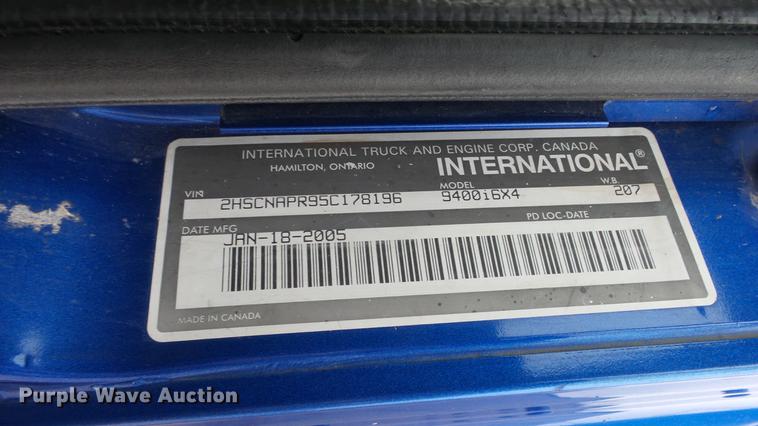 INTERNATIONAL TRUCK AND ENGINE CORP. CANADA
HAMILTON, ONTARIO
INTERNATIONAL®
VIN MODEL W.B.
2HSCNAPR95C178196 9400i6X4 207
DATE MFG PD LOC-DATE
JAN-18-2005
MADE IN CANADA
Purple Wave Auction